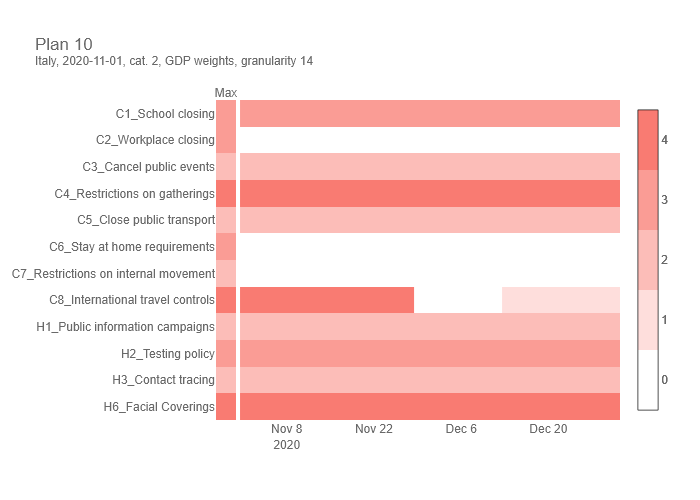 Plan 10
Italy, 2020-11-01, cat. 2, GDP weights, granularity 14
Max
C1_School closing
C2_Workplace closing
C3_Cancel public events
C4_Restrictions on gatherings
C5_Close public transport
C6_Stay at home requirements
C7_Restrictions on internal movement
C8_International travel controls
H1_Public information campaigns
H2_Testing policy
H3_Contact tracing
H6_Facial Coverings
Nov 8
2020
Nov 22
Dec 6
Dec 20
4
3
2
1
0